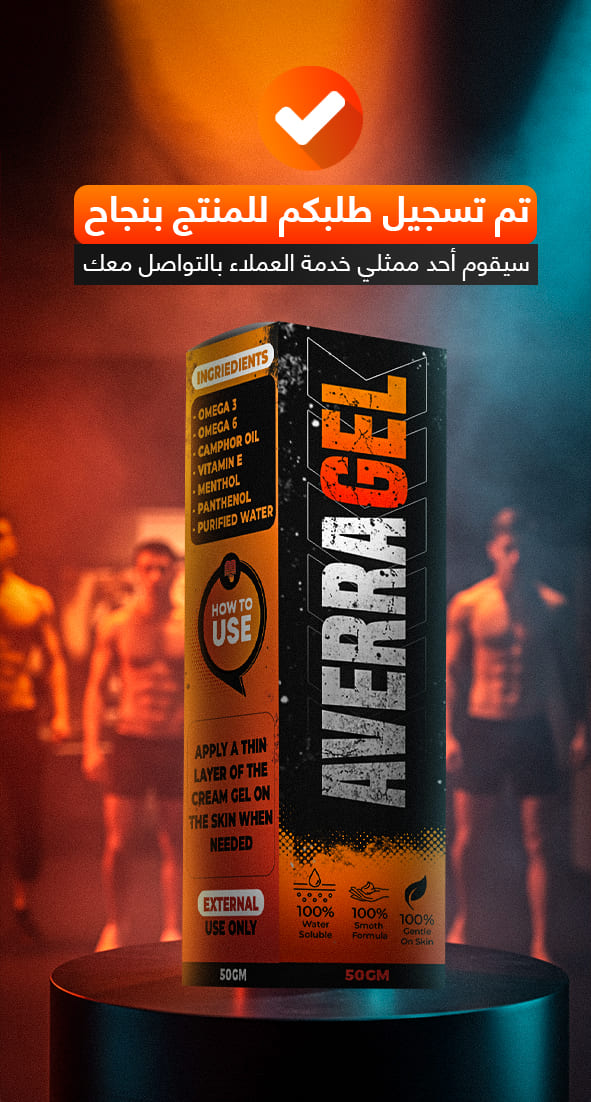 تم تسجيل طلبكم للمنتج بنجاح
سيقوم أحد ممثلي خدمة العملاء بالتواصل معك
INGRIEDIENTS
- OMEGA 3
- OMEGA 6
- CAMPHOR OIL
- VITAMIN E
- MENTHOL
- PANTHENOL
- PURIFIED WATER
HOW TO
USE
APPLY A THIN
LAYER OF THE
CREAM GEL ON
THE SKIN WHEN
NEEDED
EXTERNAL
USE ONLY
50GM
AVERRAGEL
100%
Water
Soluble
100%
Smoth
Formula
100%
Gentle
On Skin
50GM